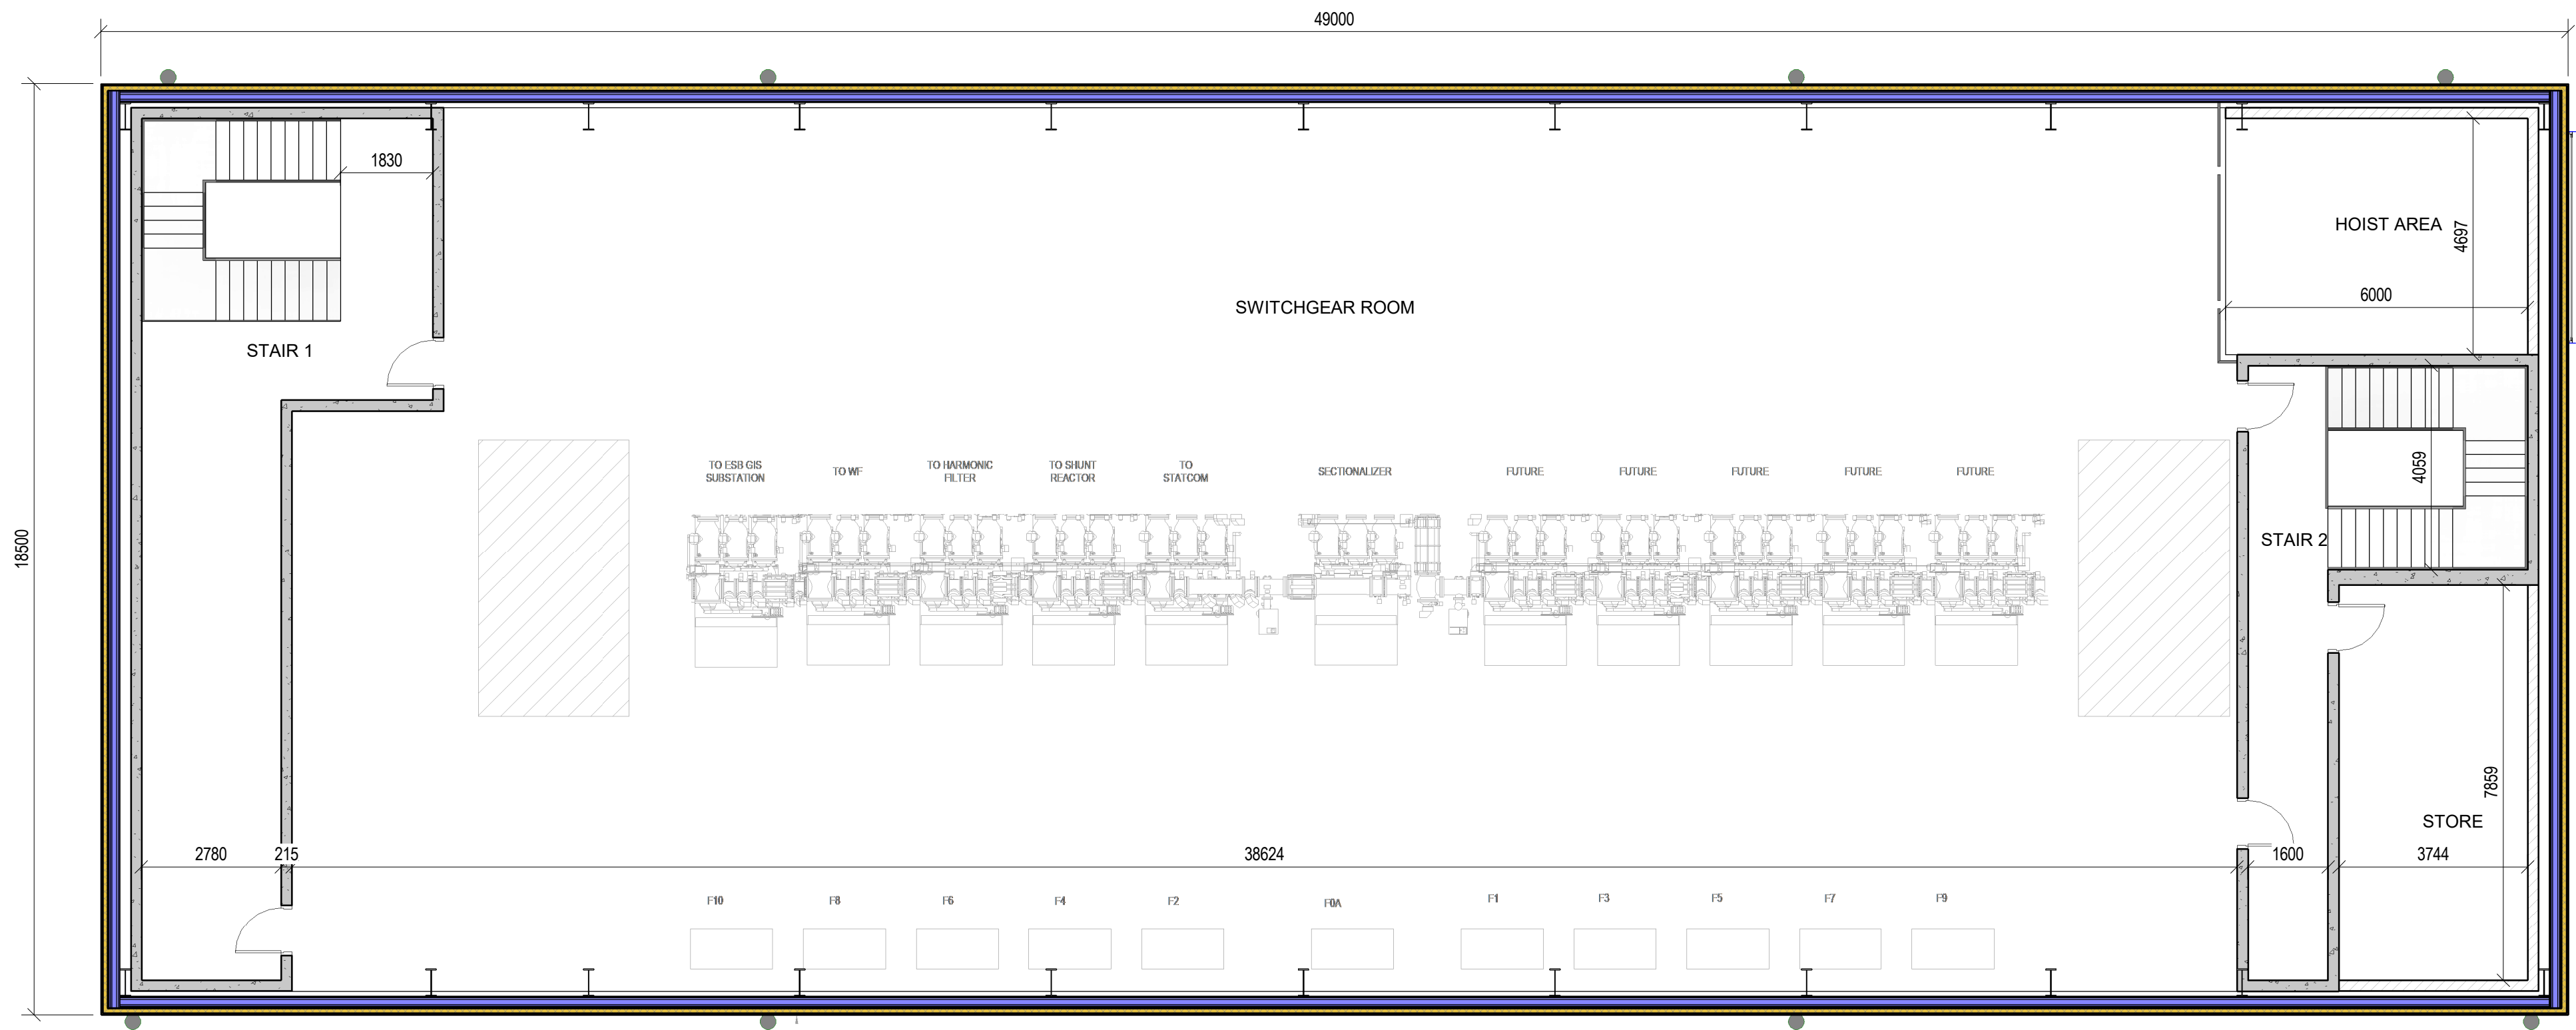 49000
1830
HOIST AREA
4697
6000
SWITCHGEAR ROOM
STAIR 1
18500
TO ESB GIS
SUBSTATION
TO WF
TO HARMONIC
FILTER
TO SHUNT
REACTOR
TO
STATCOM
SECTIONALIZER
FUTURE
FUTURE
FUTURE
FUTURE
FUTURE
4059
STAIR 2
7859
STORE
2780
215
38624
1600
3744
F10
F8
F6
F4
F2
F0A
F1
F3
F5
F7
F9